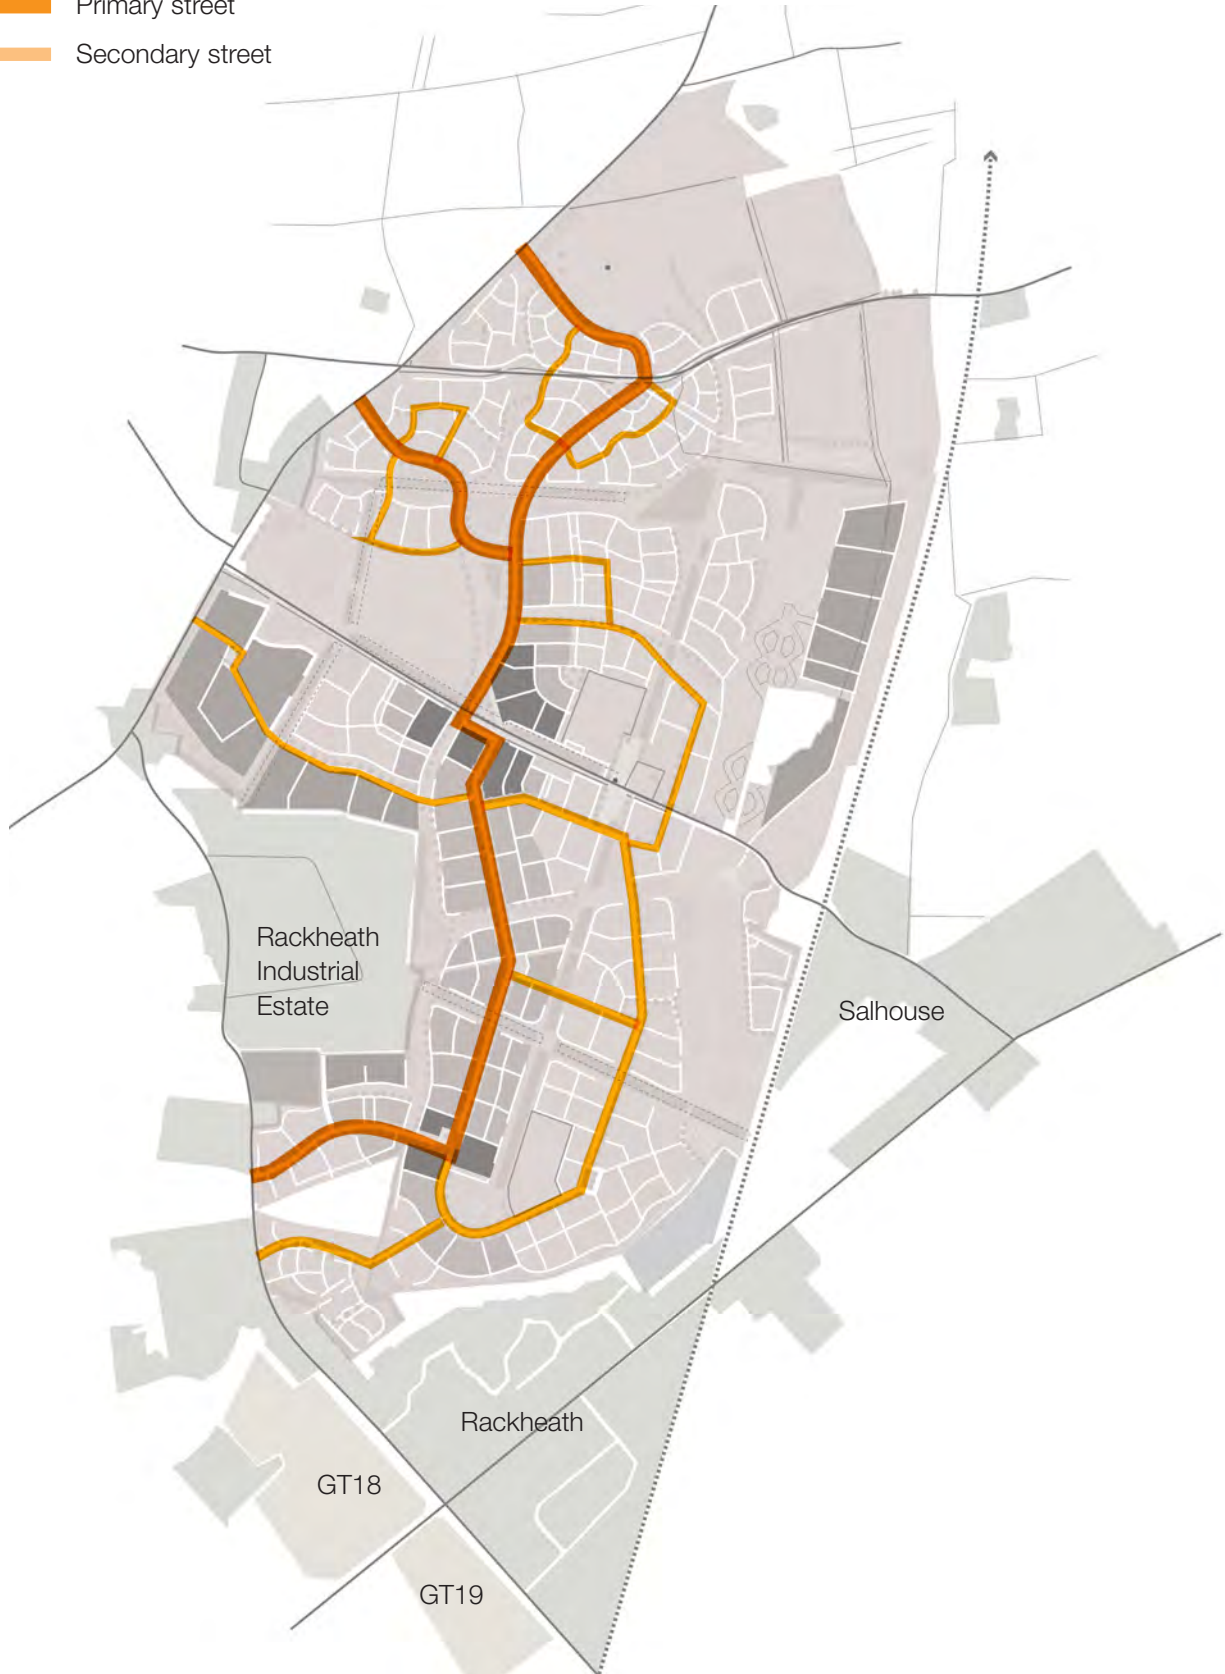 Primary street
Secondary street
Rackheath
Industrial
Estate
Salhouse
Rackheath
GT18
GT19